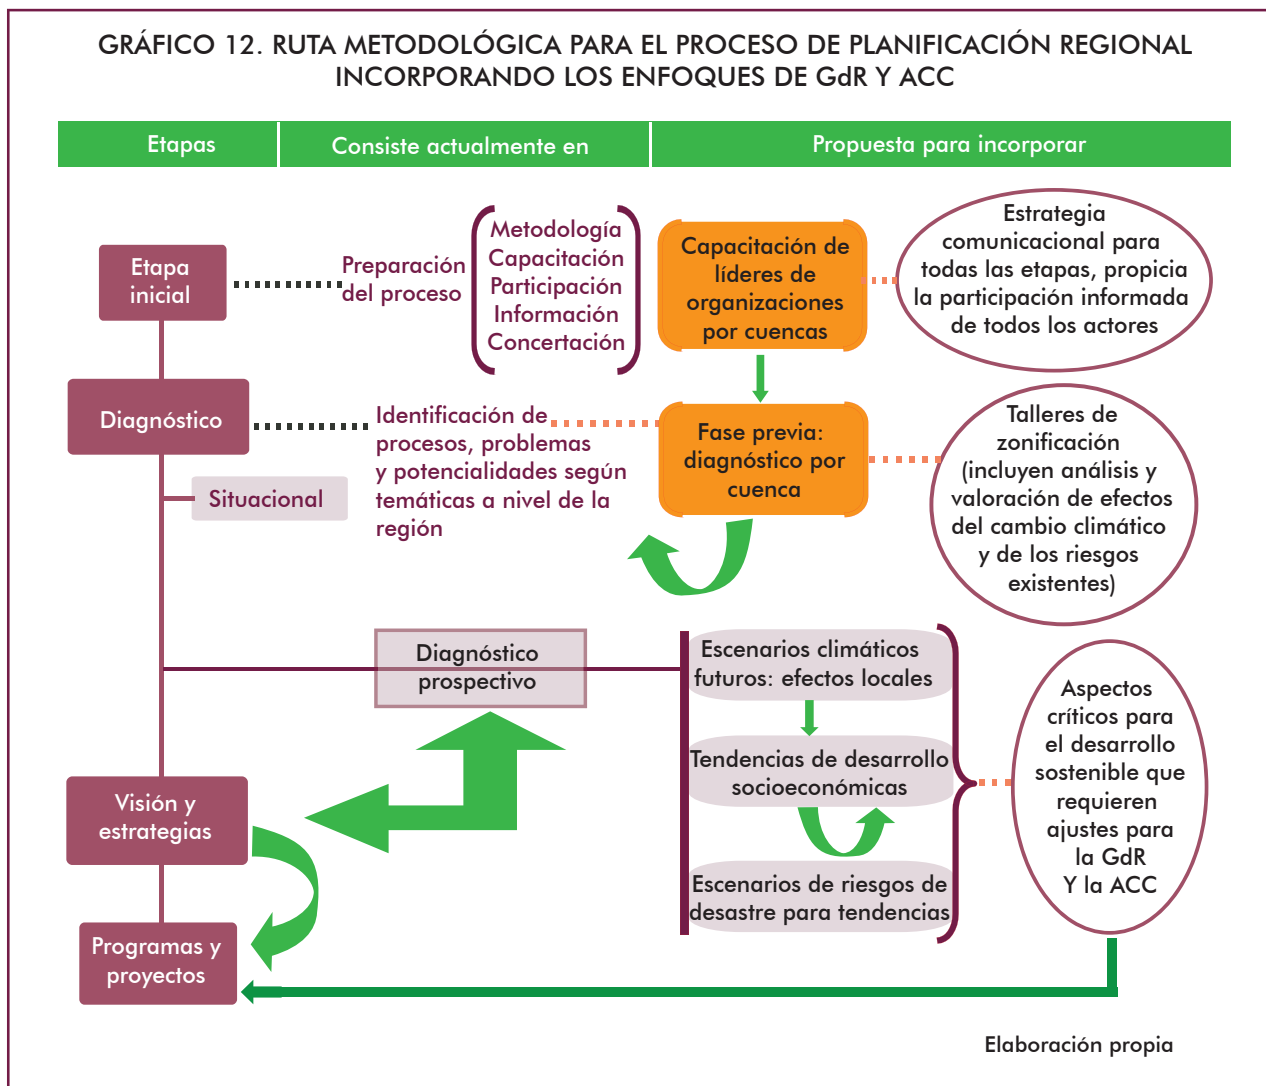 GRÁFICO 12. RUTA METODOLÓGICA PARA EL PROCESO DE PLANIFICACIÓN REGIONAL
INCORPORANDO LOS ENFOQUES DE GdR Y ACC
Etapas
Consiste actualmente en
Propuesta para incorporar
Etapa
inicial
Preparación
del proceso
Metodología
Capacitación
Participación
Información
Concertación
Capacitación de
líderes de
organizaciones
por cuencas
Estrategia
comunicacional para
todas las etapas, propicia
la participación informada
de todos los actores
Diagnóstico
Situacional
Identificación de
procesos, problemas
y potencialidades según
temáticas a nivel de la
región
Fase previa:
diagnóstico por
cuenca
Talleres de
zonificación
(incluyen análisis y
valoración de efectos
del cambio climático
y de los riesgos
existentes)
Diagnóstico
prospectivo
Escenarios climáticos
futuros: efectos locales
Tendencias de desarrollo
socioeconómicas
Escenarios de riesgos de
desastre para tendencias
Aspectos
críticos para
el desarrollo
sostenible que
requieren
ajustes para
la GdR
Y la ACC
Visión y
estrategias
Programas y
proyectos
Elaboración propia